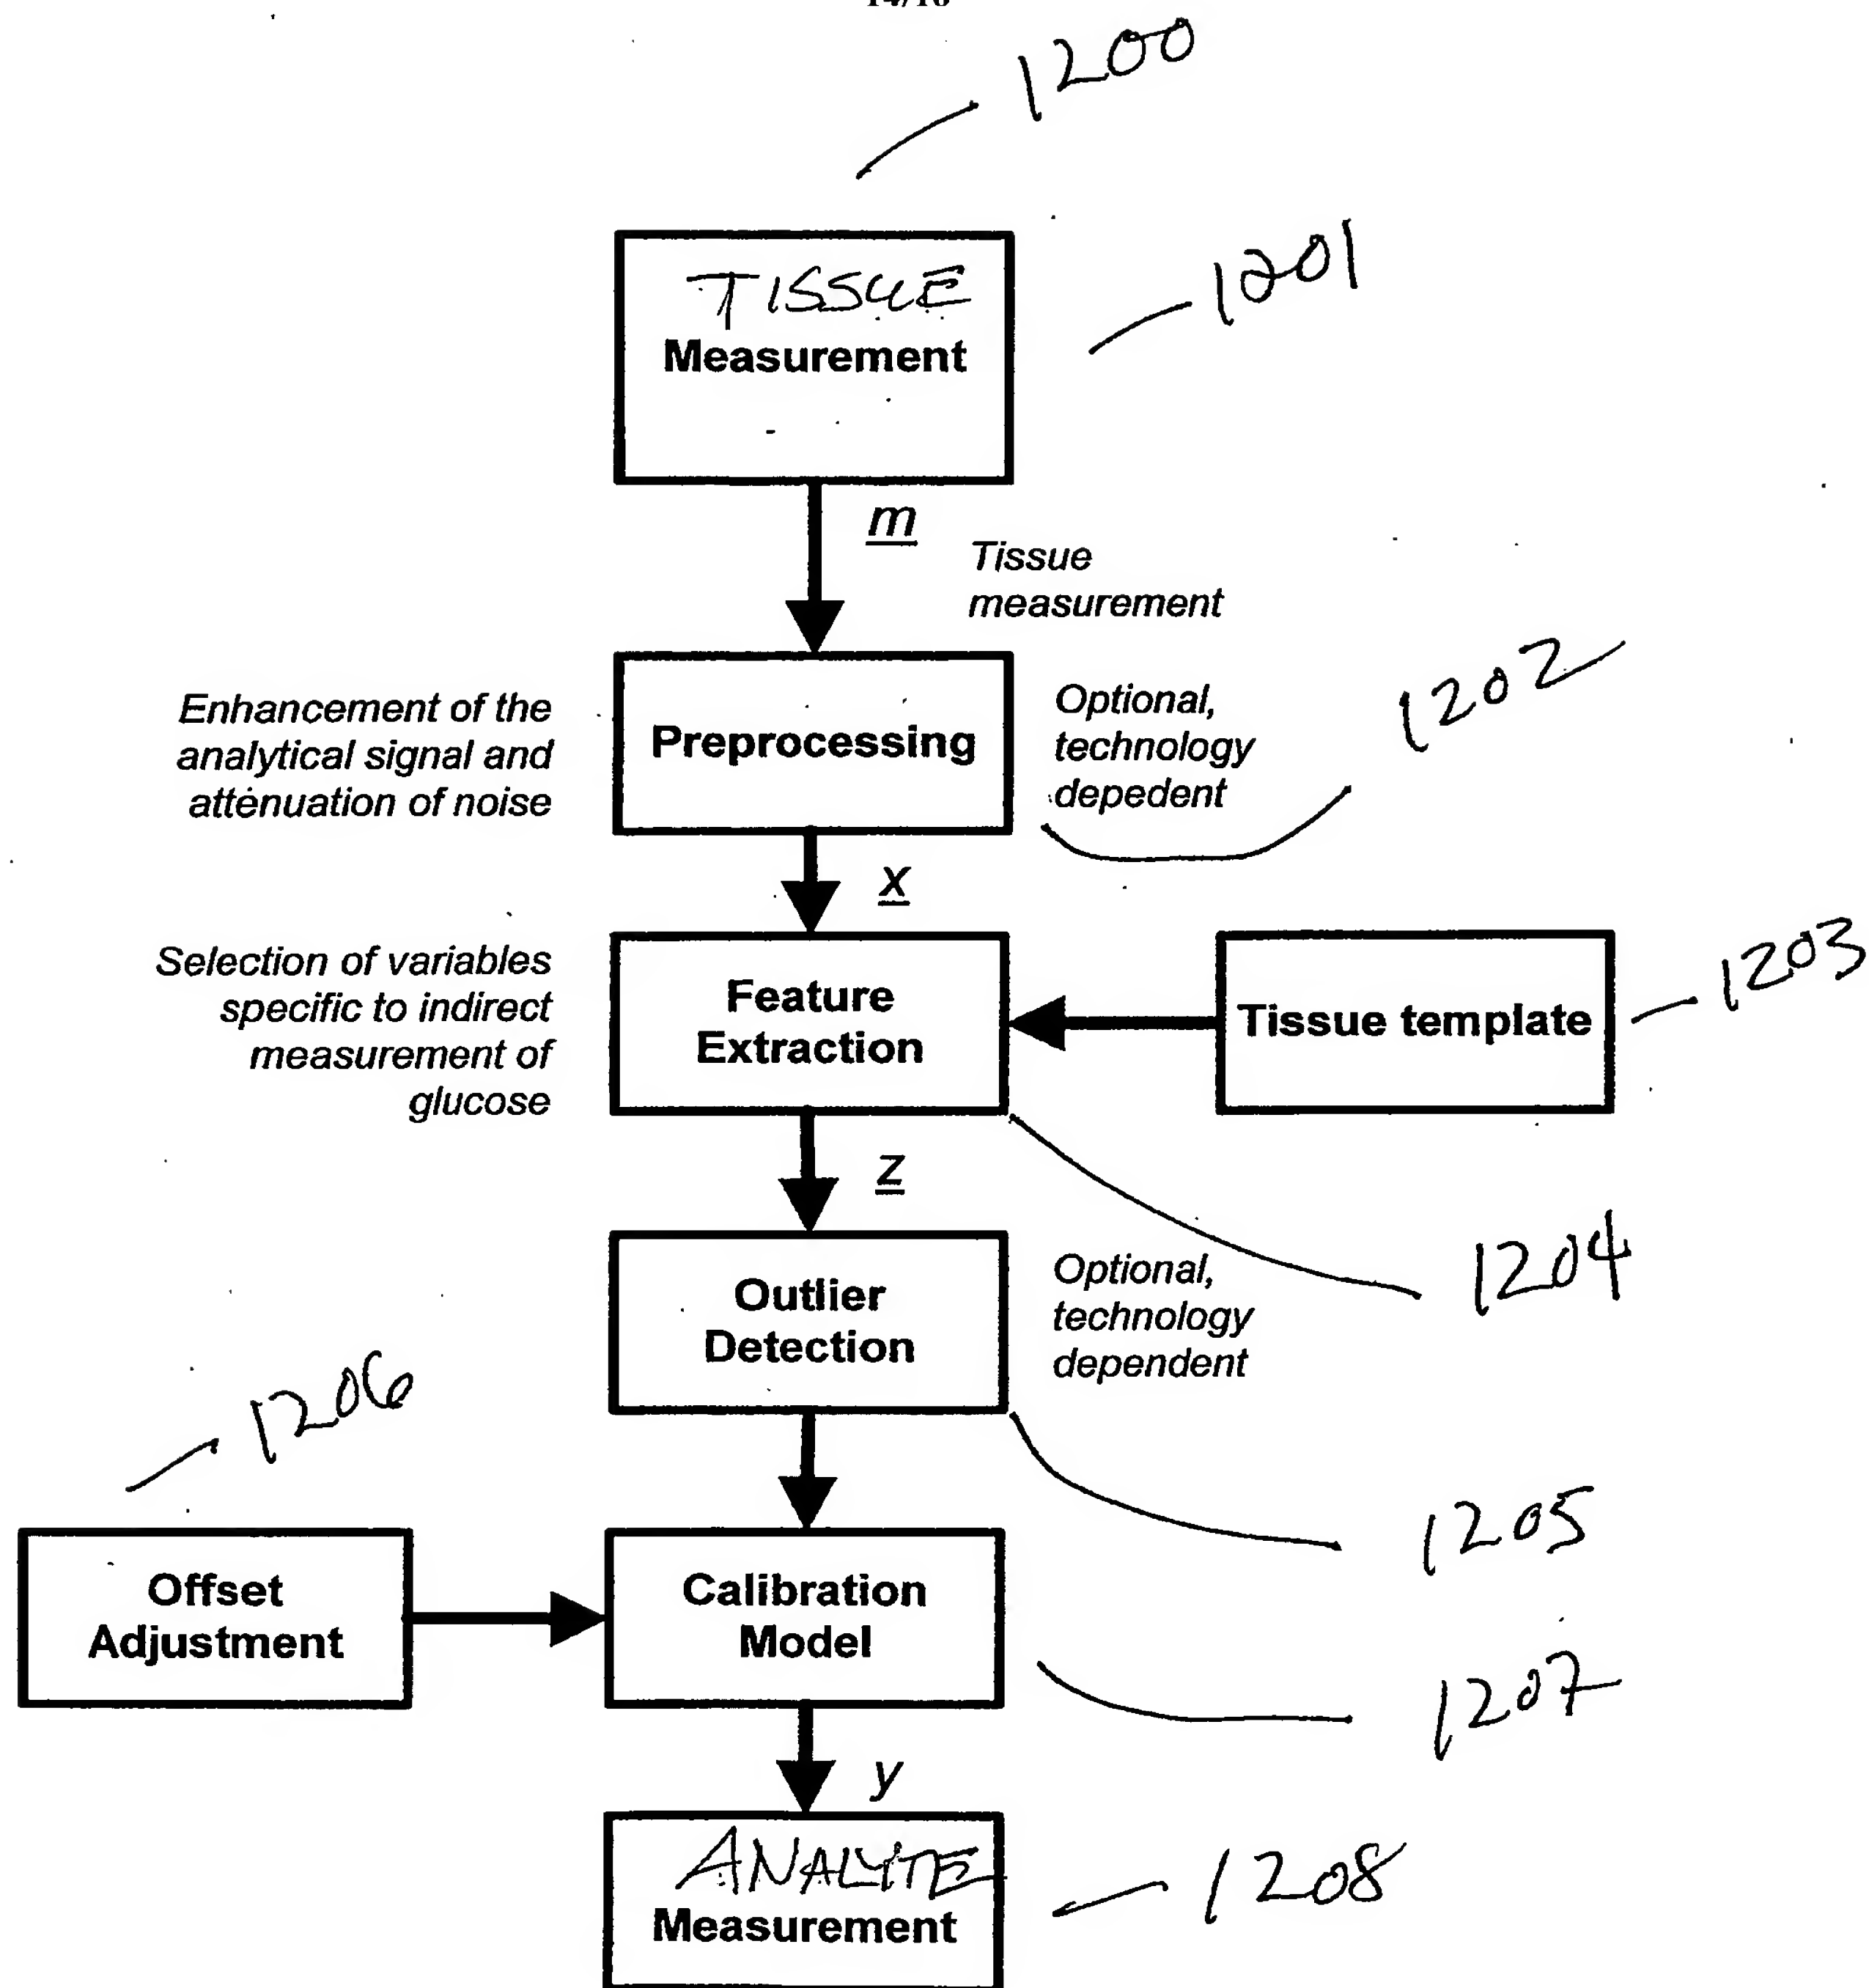 1200
TISSUE
Measurement
1201
m
Tissue
measurement
Enhancement of the
analytical signal and
attenuation of noise
Preprocessing
Optional,
technology
depedent
1202
x
Selection of variables
specific to indirect
measurement of
glucose
Feature
Extraction
Tissue template
1203
z
1204
Outlier
Detection
Optional,
technology
dependent
1206
1205
Offset
Adjustment
Calibration
Model
1207
y
ANALYTE
Measurement
1208